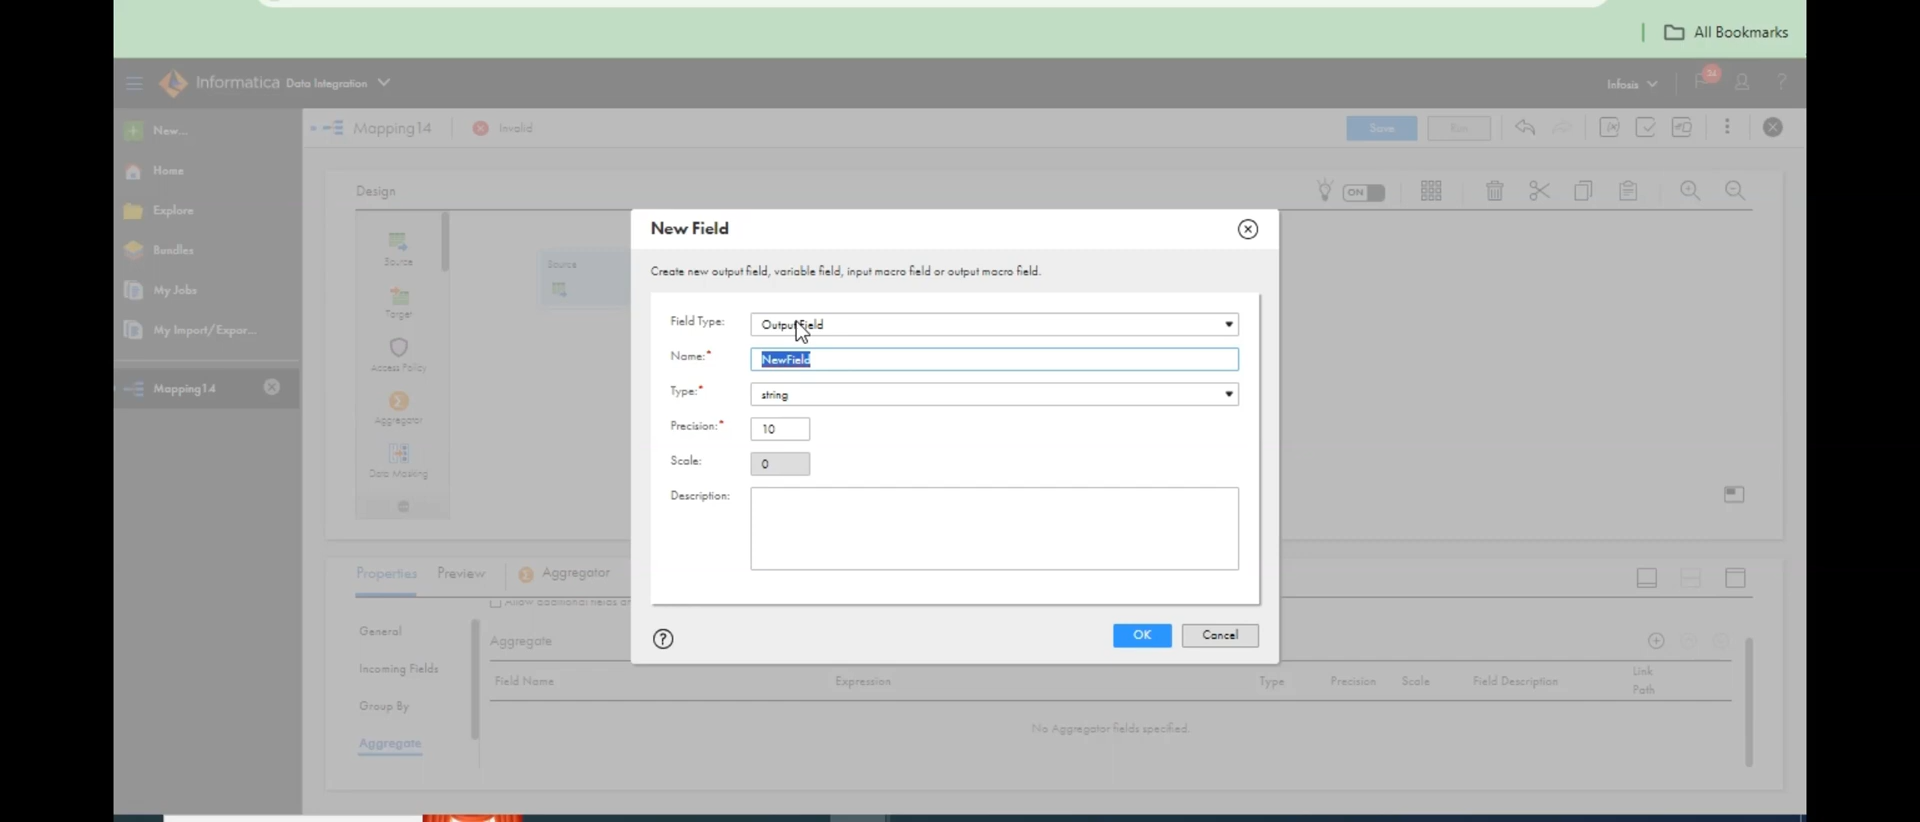 All Bookmarks
Informatica Data Integration
Infosis
?
New...
Mapping14
Invalid
Save
Run
Home
Design
ON
Explore
Bundles
My Jobs
My Import/Expor...
Mapping14
Source
Target
Access Policy
Aggregator
Data Masking
Source
New Field
Create new output field, variable field, input macro field or output macro field.
Field Type:
Output Field
Name:*
NewField
Type:*
string
Precision:*
10
Scale:
0
Description:
?
OK
Cancel
Properties
Preview
Aggregator
General
Incoming Fields
Group By
Aggregate
Aggregate
Field Name
Expression
Type
Precision
Scale
Field Description
Link
Path
No Aggregator fields specified.